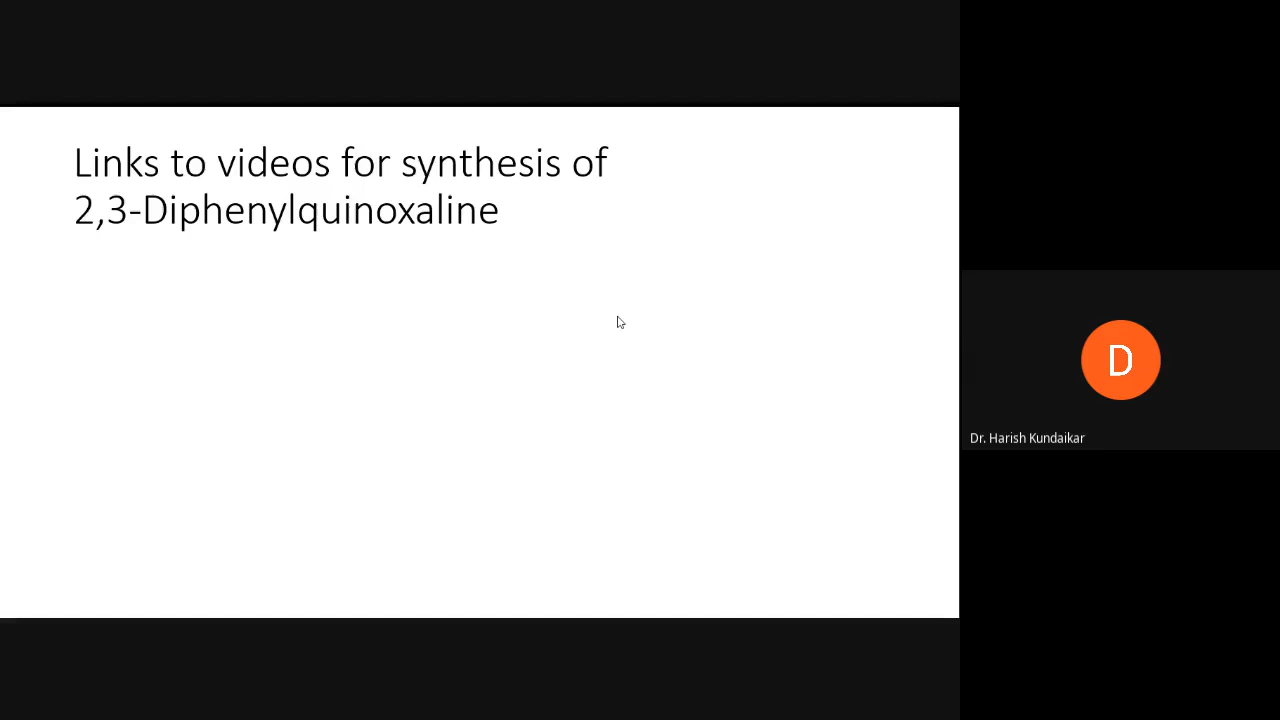 Links to videos for synthesis of
2,3-Diphenylquinoxaline
D
Dr. Harish Kundaikar